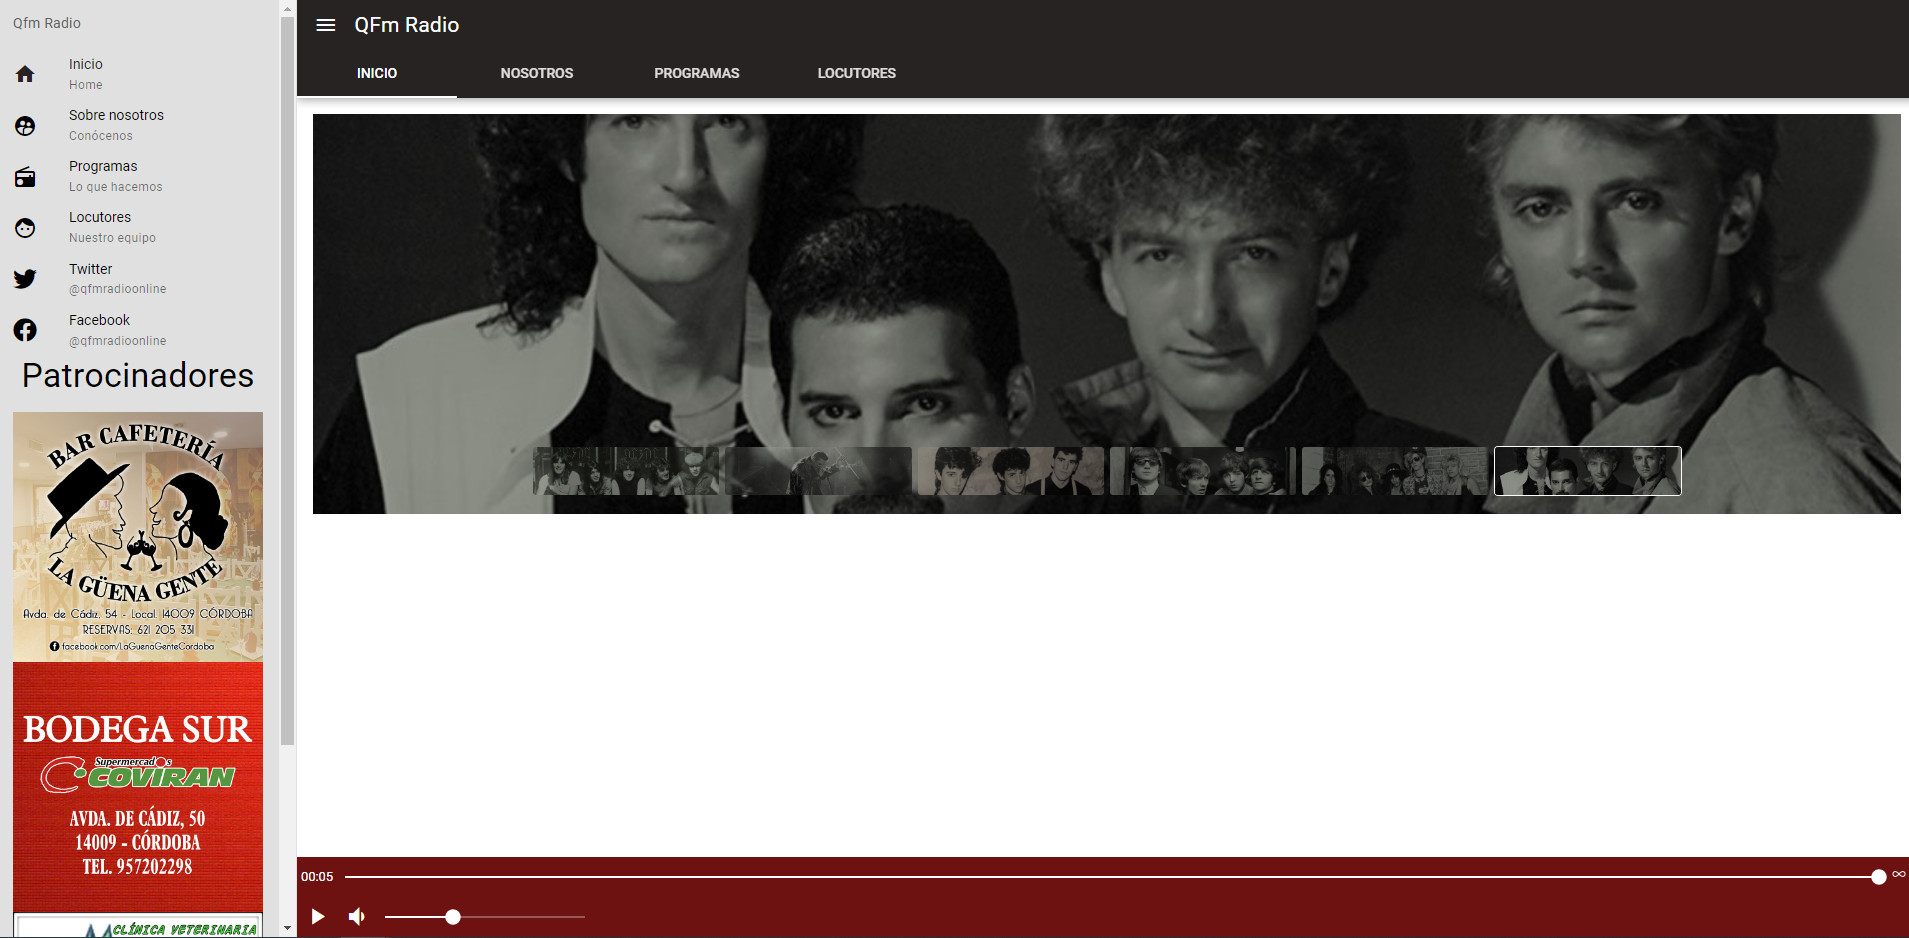 Qfm Radio
Inicio
Home
Sobre nosotros
Conócenos
Programas
Lo que hacemos
Locutores
Nuestro equipo
Twitter
@qfmradioonline
Facebook
@qfmradioonline
Patrocinadores
BAR CAFETERÍA
LA GÜENA GENTE
Avda. de Cádiz, 54 - Local 14009 CÓRDOBA
RESERVAS: 621 205 331
facebook.com/LaGuenaGenteCordoba
BODEGA SUR
Supermercados
COVIRAN
AVDA. DE CÁDIZ, 50
14009 - CÓRDOBA
TEL. 957202298
CLÍNICA VETERINARIA
QFm Radio
INICIO NOSOTROS PROGRAMAS LOCUTORES
00:05 ∞